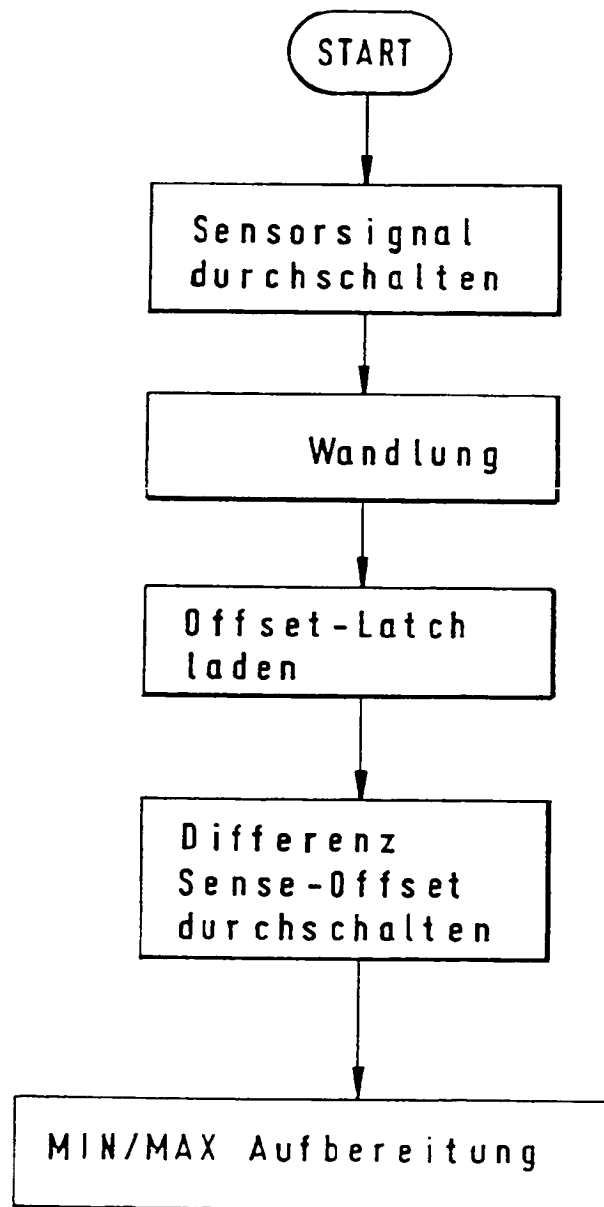 START
Sensorsignal
durchschalten
Wandlung
Offset-Latch
laden
Differenz
Sense-Offset
durchschalten
MIN/MAX Aufbereitung